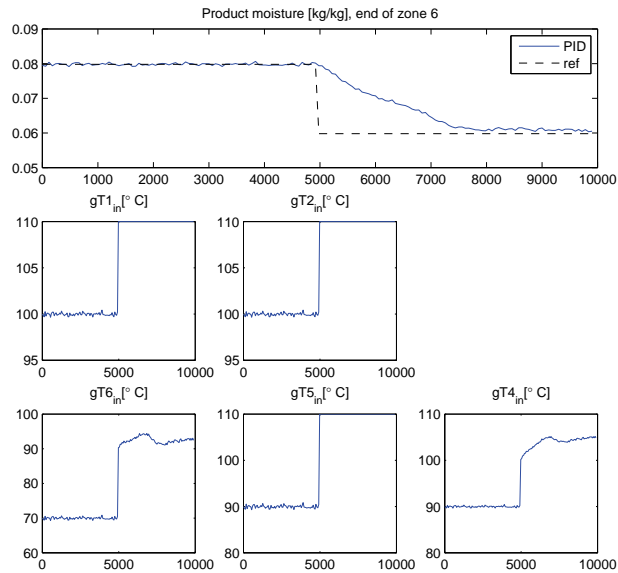 Product moisture [kg/kg], end of zone 6
0.09
0.08
0.07
0.06
0.05
PID
ref
0 1000 2000 3000 4000 5000 6000 7000 8000 9000 10000
gT1in[° C]
110
105
100
95
0 5000 10000
gT2in[° C]
110
105
100
95
0 5000 10000
gT6in[° C]
100
90
80
70
60
0 5000 10000
gT5in[° C]
110
100
90
80
0 5000 10000
gT4in[° C]
110
100
90
80
0 5000 10000